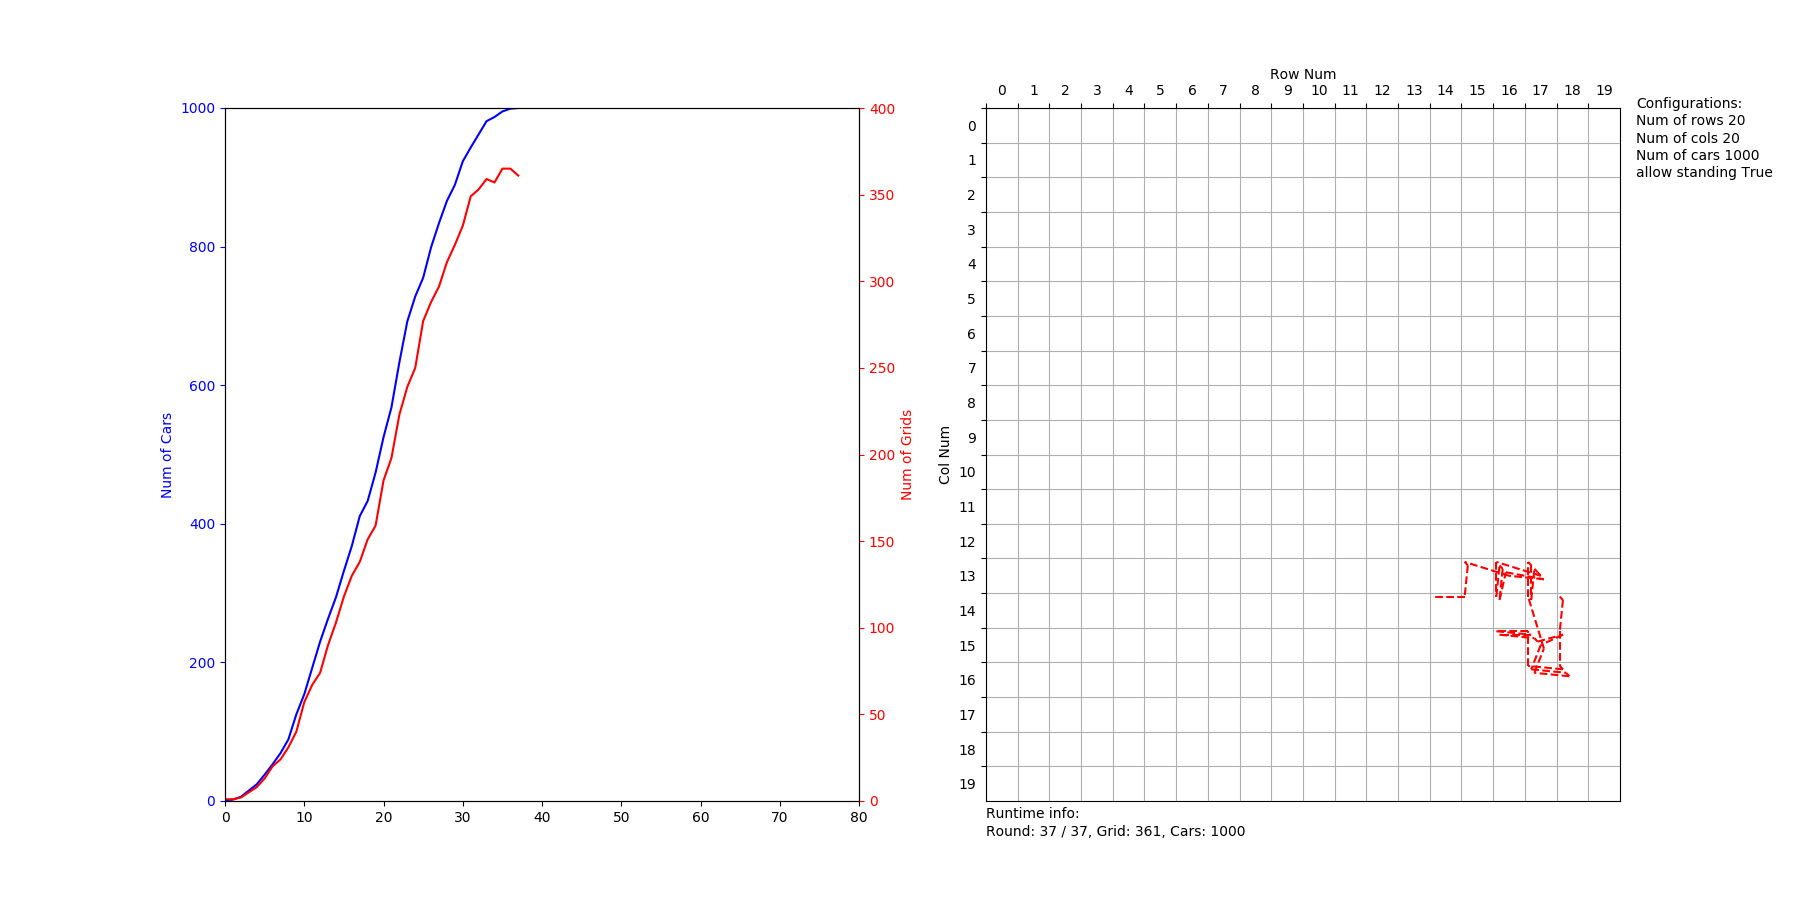 1000
800
600
400
200
0
Num of Cars
0 10 20 30 40 50 60 70 80
400
350
300
250
200
150
100
50
0
Num of Grids
Row Num
0 1 2 3 4 5 6 7 8 9 10 11 12 13 14 15 16 17 18 19
Col Num
0
1
2
3
4
5
6
7
8
9
10
11
12
13
14
15
16
17
18
19
Configurations:
Num of rows 20
Num of cols 20
Num of cars 1000
allow standing True
Runtime info:
Round: 37 / 37, Grid: 361, Cars: 1000